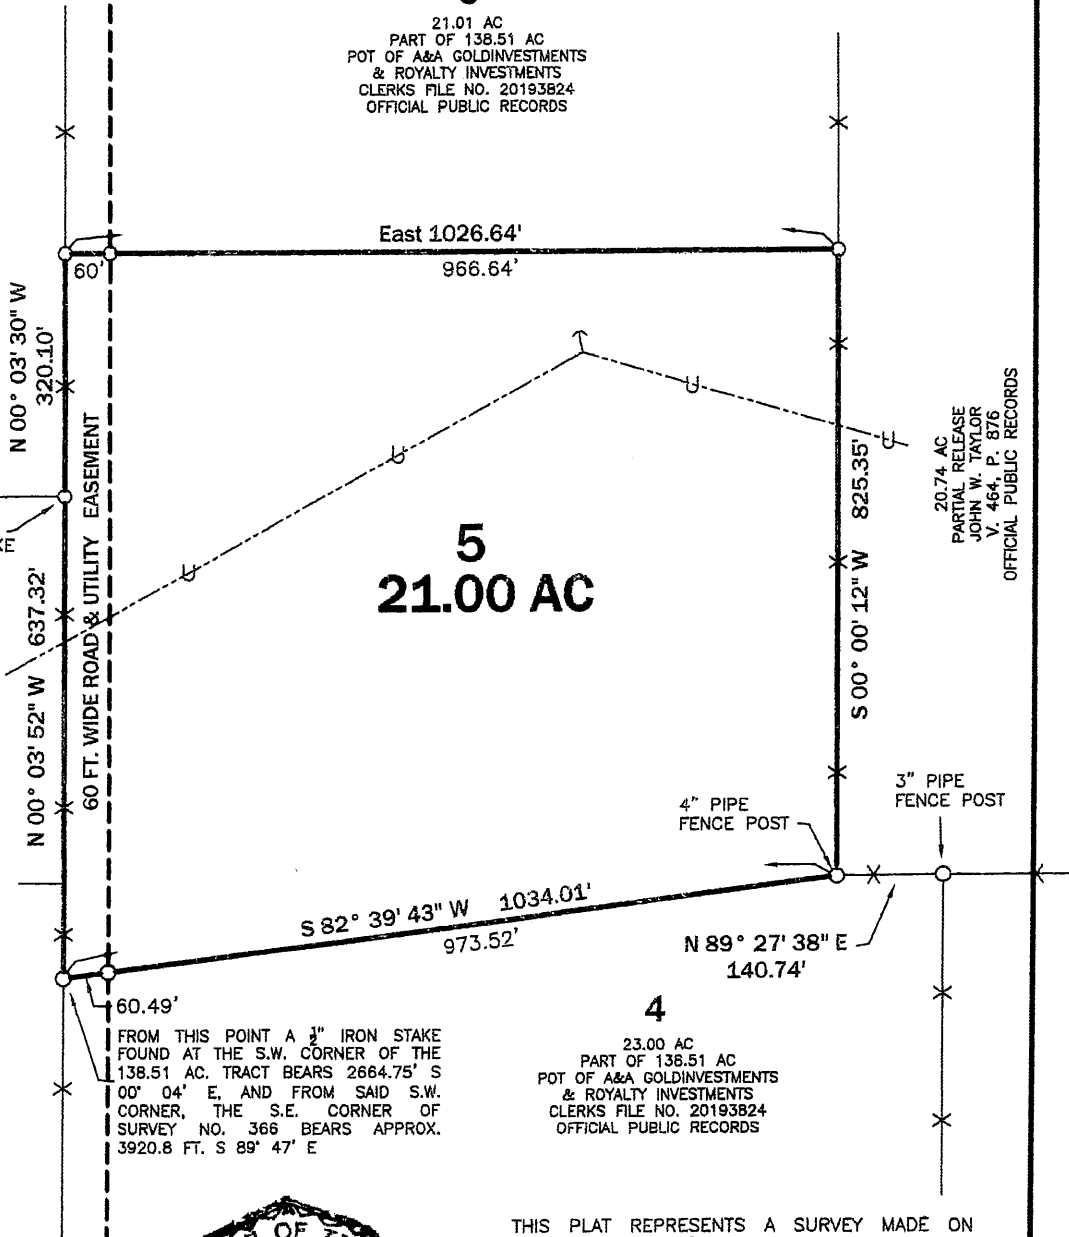 21.01 AC
PART OF 138.51 AC
POT OF A&A GOLDINVESTMENTS
& ROYALTY INVESTMENTS
CLERKS FILE NO. 20193824
OFFICIAL PUBLIC RECORDS
East 1026.64'
60'
966.64'
N 00° 03' 30" W
320.10'
60 FT. WIDE ROAD & UTILITY EASEMENT
N 00° 03' 52" W 637.32'
U
U
U
U
5
21.00 AC
S 00° 00' 12" W 825.35'
20.74 AC
PARTIAL RELEASE
JOHN W. TAYLOR
V. 464, P. 876
OFFICIAL PUBLIC RECORDS
4" PIPE
FENCE POST
3" PIPE
FENCE POST
S 82° 39' 43" W 1034.01'
973.52'
N 89° 27' 38" E
140.74'
60.49'
FROM THIS POINT A 1/2" IRON STAKE
FOUND AT THE S.W. CORNER OF THE
138.51 AC. TRACT BEARS 2664.75' S
00° 04' E, AND FROM SAID S.W.
CORNER, THE S.E. CORNER OF
SURVEY NO. 366 BEARS APPROX.
3920.8 FT. S 89° 47' E
4
23.00 AC
PART OF 138.51 AC
POT OF A&A GOLDINVESTMENTS
& ROYALTY INVESTMENTS
CLERKS FILE NO. 20193824
OFFICIAL PUBLIC RECORDS
OF
THIS PLAT REPRESENTS A SURVEY MADE ON